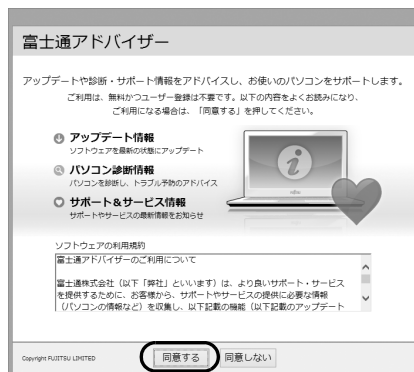 富士通アドバイザー
アップデートや診断・サポート情報をアドバイスし、お使いのパソコンをサポートします。
ご利用は、無料かつユーザー登録は不要です。以下の内容をよくお読みになり、
ご利用になる場合は、「同意する」を押してください。
アップデート情報
ソフトウェアを最新の状態にアップデート
パソコン診断情報
パソコンを診断し、トラブル予防のアドバイス
サポート&サービス情報
サポートやサービスの最新情報をお知らせ
ソフトウェアの利用規約
富士通アドバイザーのご利用について
富士通株式会社（以下「弊社」といいます）は、より良いサポート・サービス
を提供するために、お客様から、サポートやサービスの提供に必要な情報
（パソコンの情報など）を収集し、以下記載の機能（以下記載のアップデート
Copyright FUJITSU LIMITED
同意する
同意しない